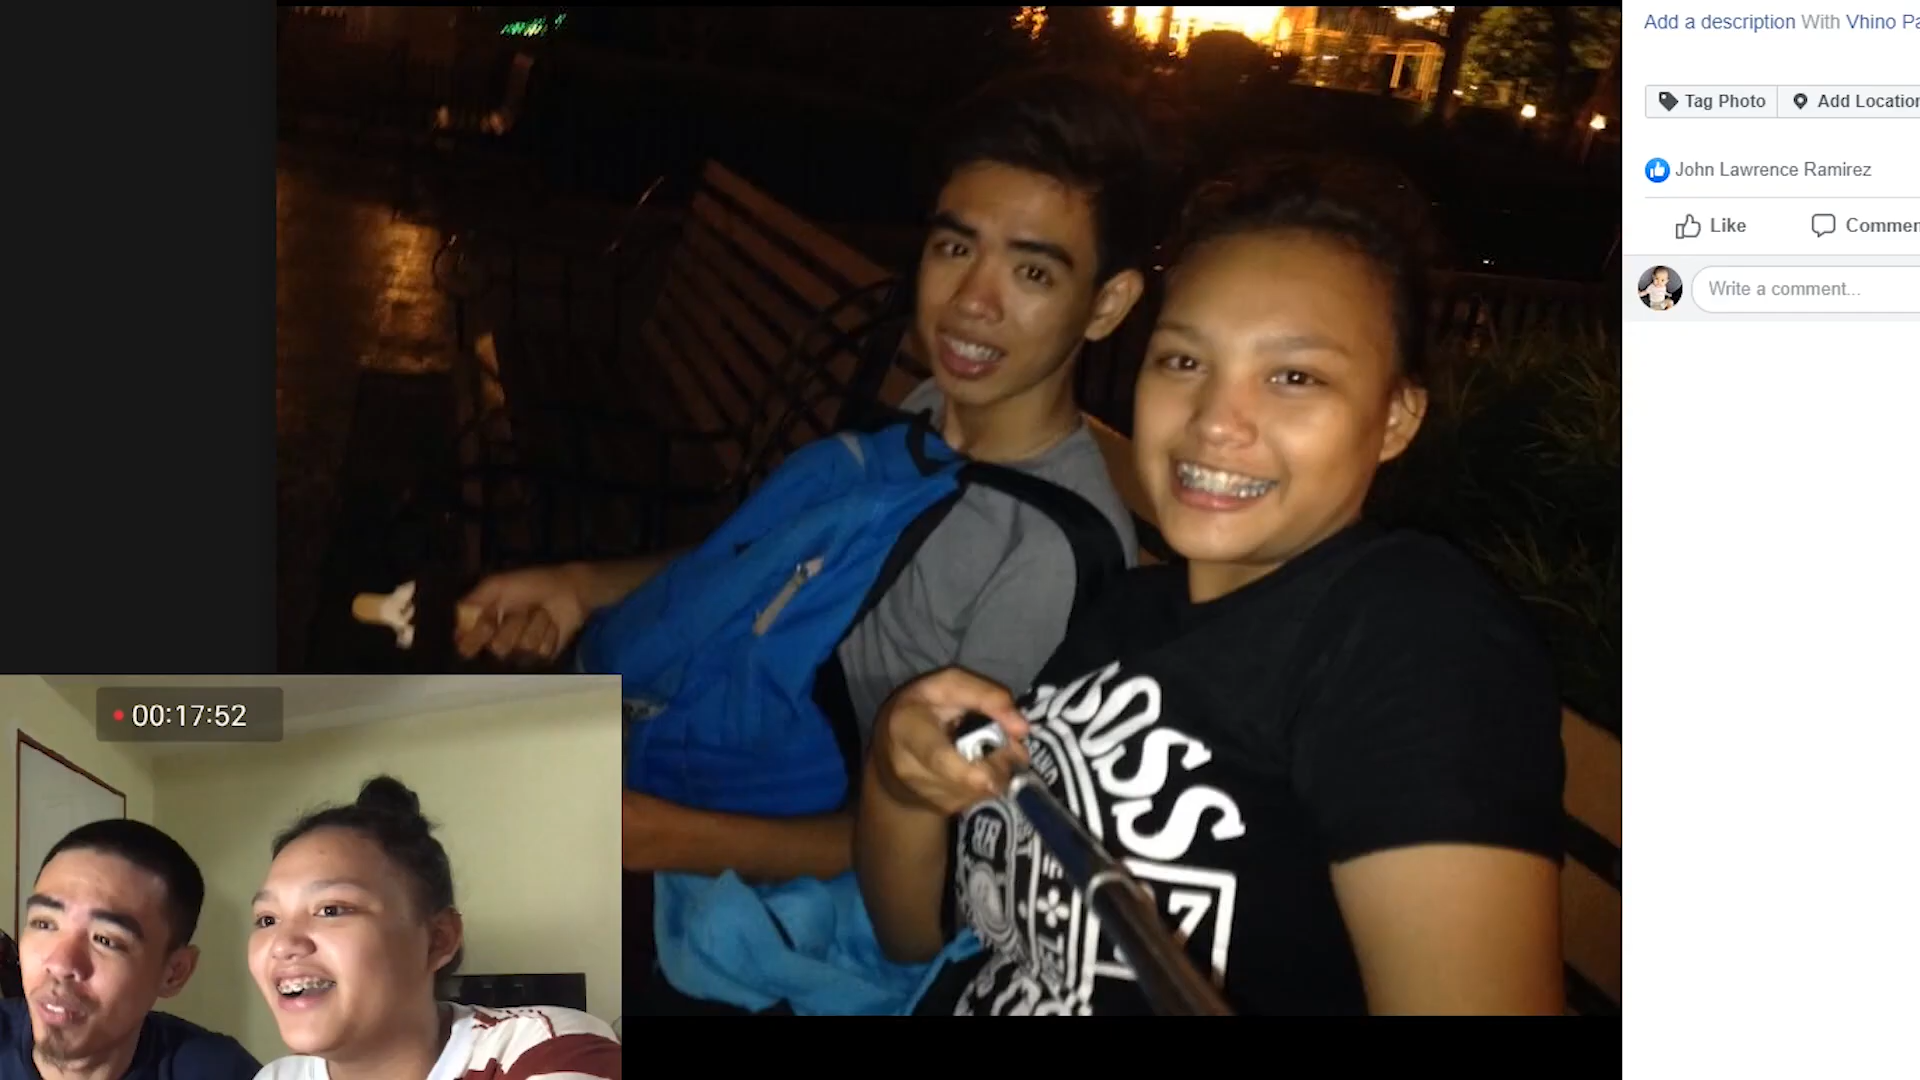 Add a description With Vhino Pa
Tag Photo Add Location
John Lawrence Ramirez
Like Commen
Write a comment...
00:17:52
BOSS